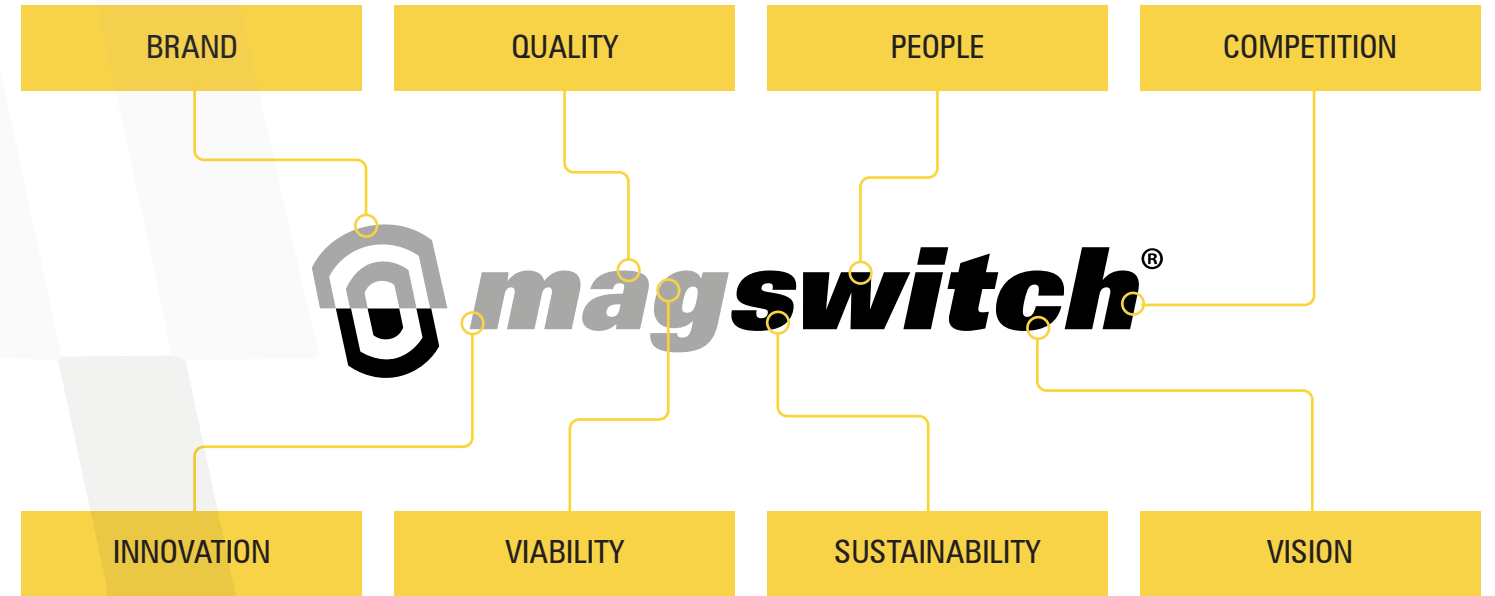 BRAND
QUALITY
PEOPLE
COMPETITION
magswitch®
INNOVATION
VIABILITY
SUSTAINABILITY
VISION